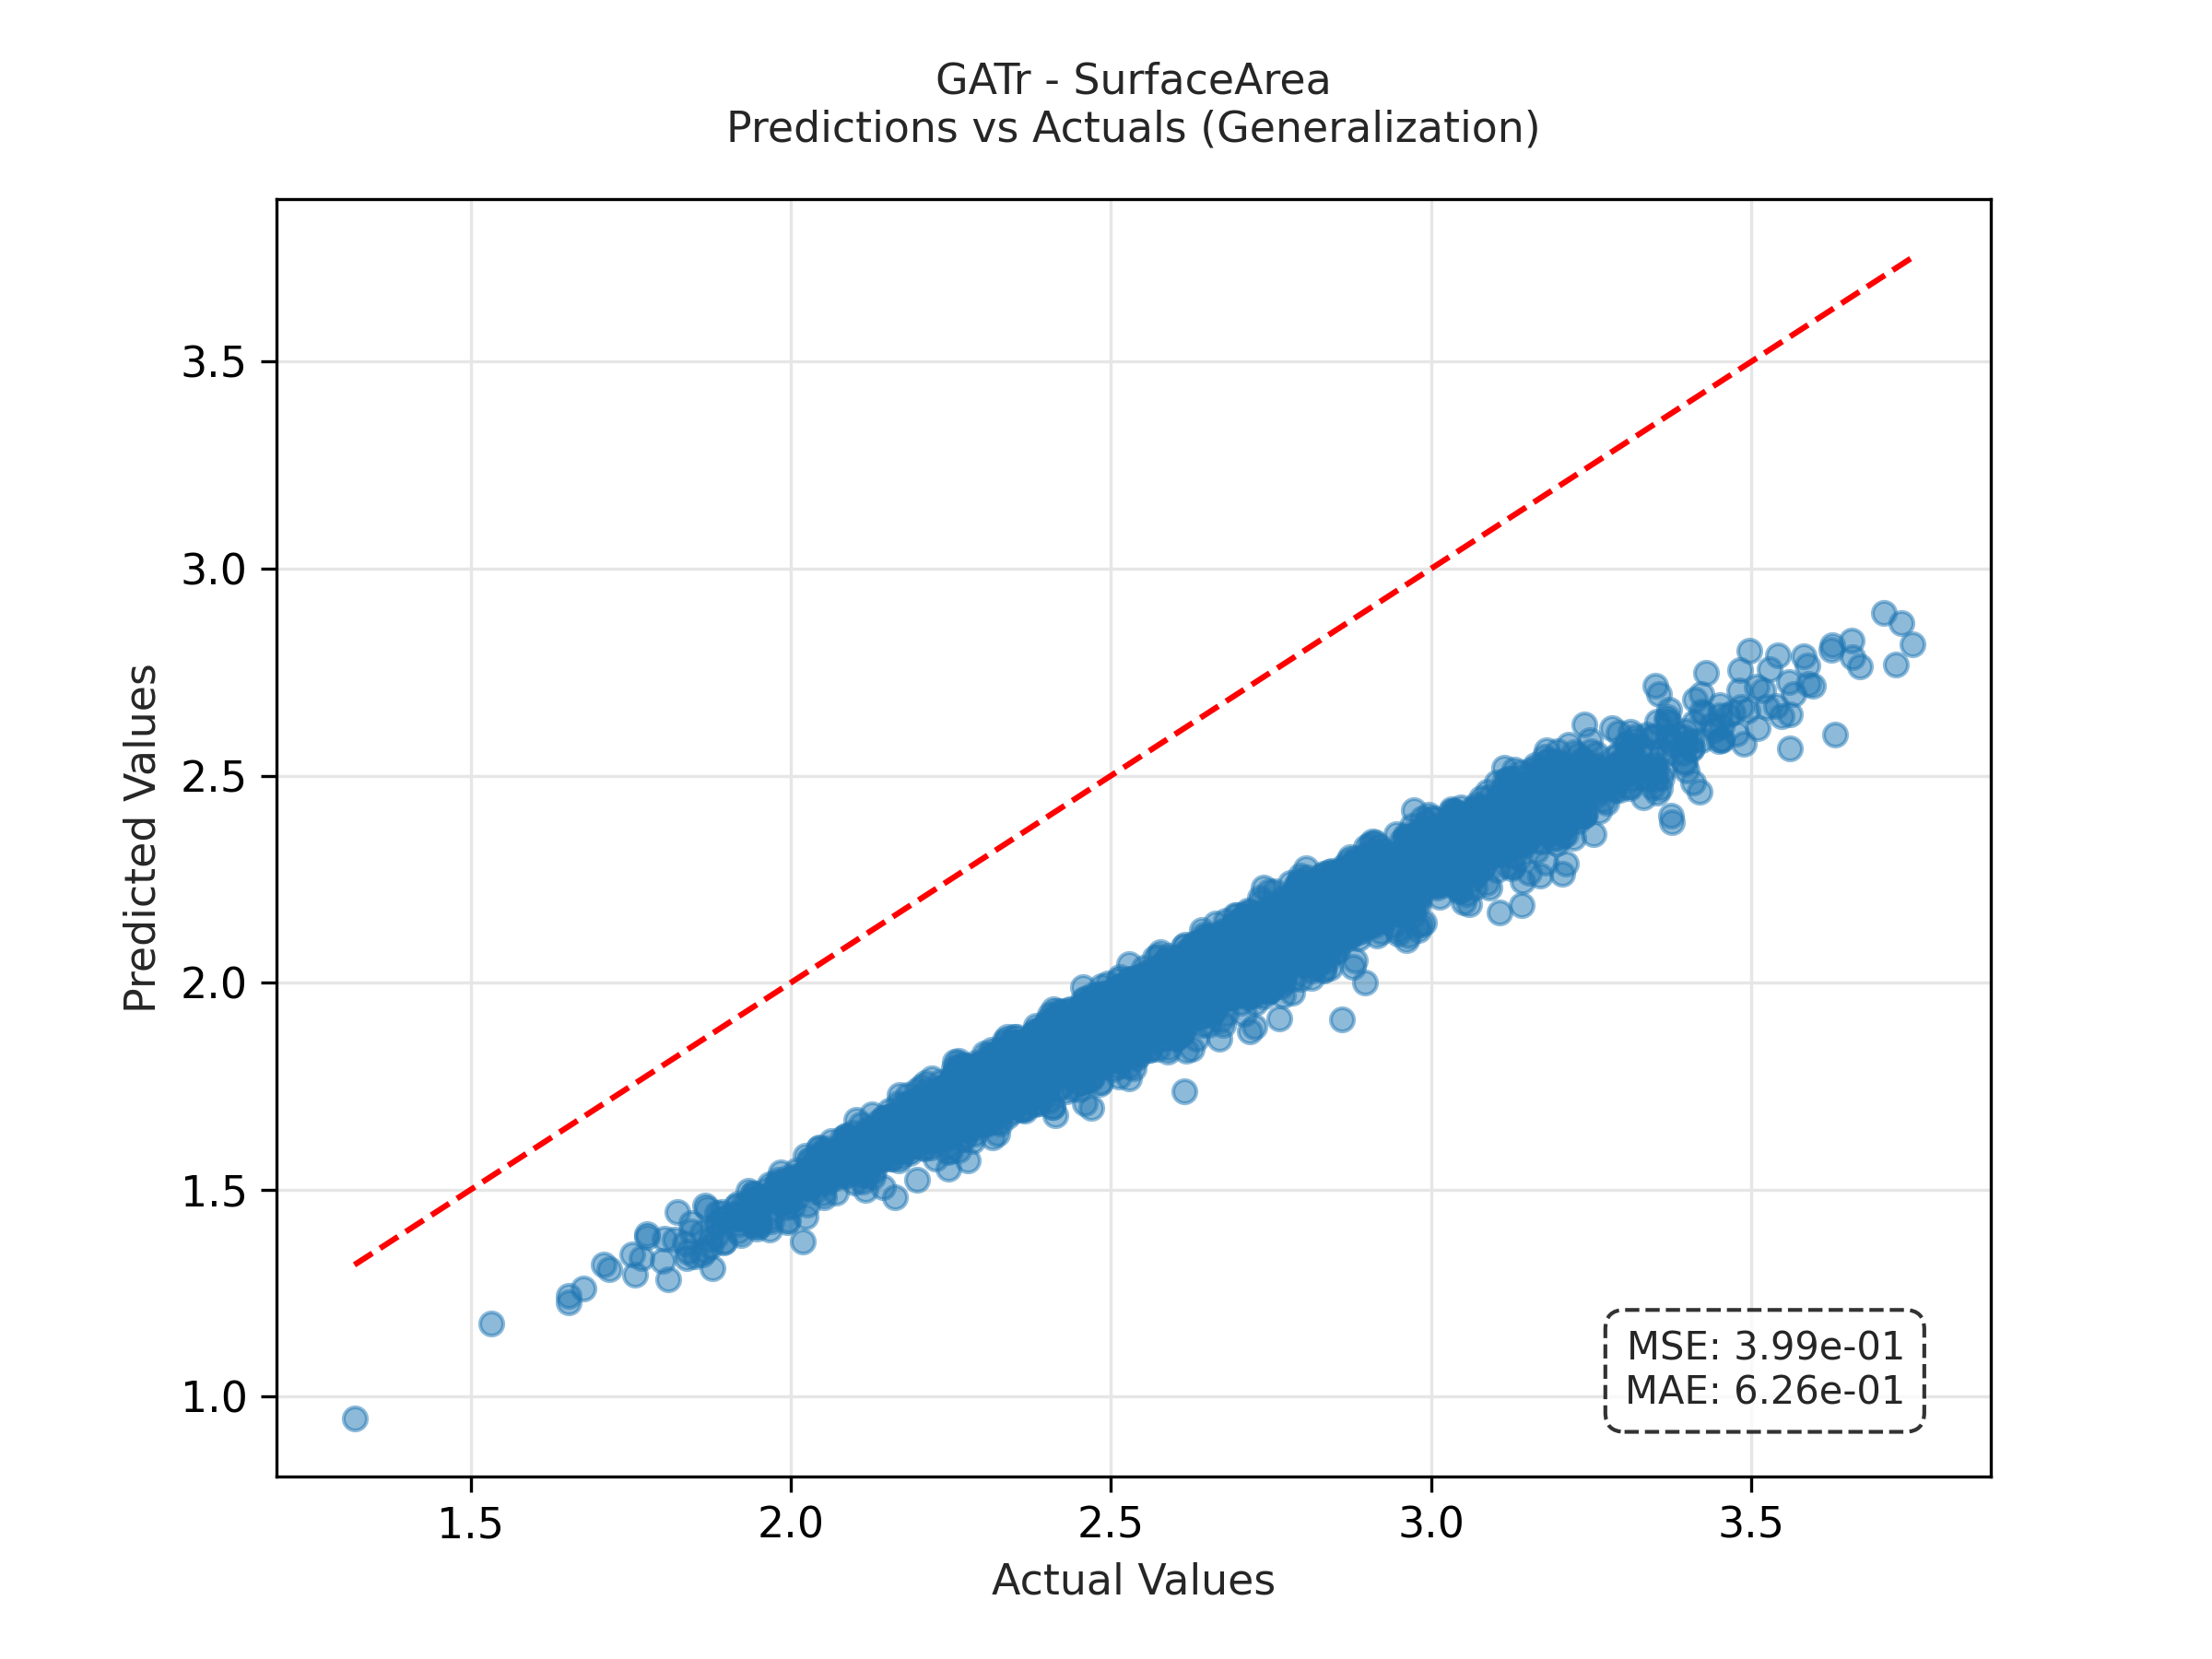 GATr - SurfaceArea
Predictions vs Actuals (Generalization)
Predicted Values
3.5
3.0
2.5
2.0
1.5
1.0
MSE: 3.99e-01
MAE: 6.26e-01
1.5
2.0
2.5
3.0
3.5
Actual Values